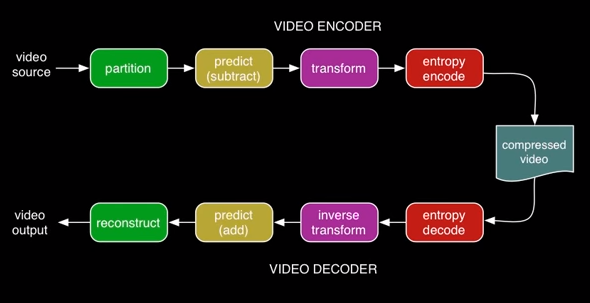 VIDEO ENCODER
video
source
partition
predict
(subtract)
transform
entropy
encode
compressed
video
video
output
reconstruct
predict
(add)
inverse
transform
entropy
decode
VIDEO DECODER